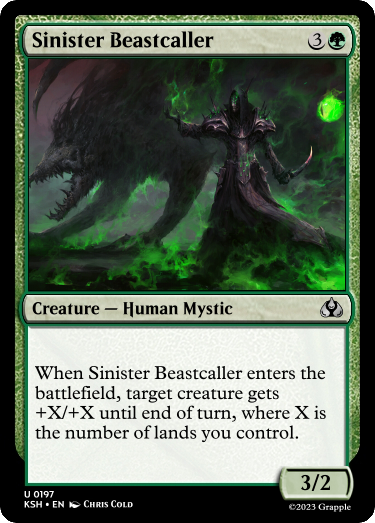 Sinister Beastcaller 3
Creature — Human Mystic
When Sinister Beastcaller enters the
battlefield, target creature gets
+X/+X until end of turn, where X is
the number of lands you control.
3/2
U 0197
KSH • EN Chris Cold
©2023 Grapple